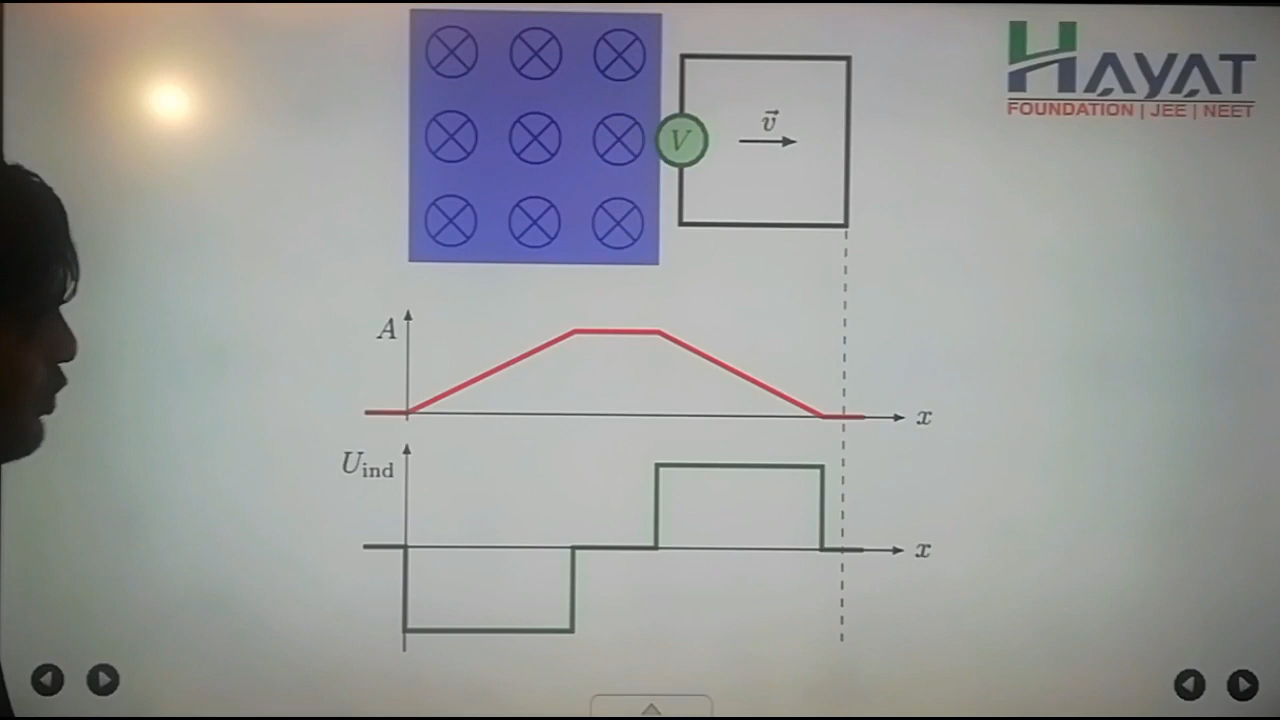 HAYAT
FOUNDATION | JEE | NEET
V
v⃗
A
x
U_ind
x